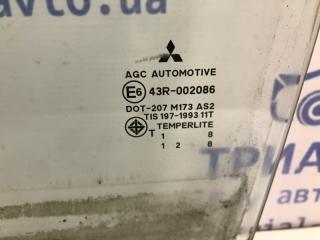 to.ua
AGC AUTOMOTIVE
E6 43R-002086
DOT-207 M173 AS2
TIS 197-1993 11T
TEMPERLITE
T 1 8
1 2 8
ТРИА
авто